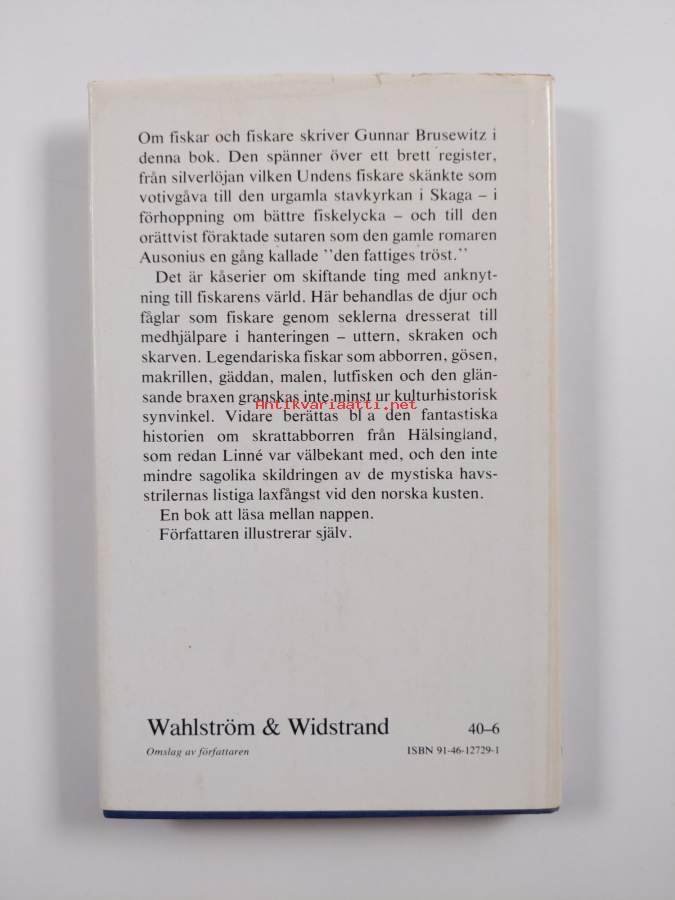 Om fiskar och fiskare skriver Gunnar Brusewitz i
denna bok. Den spänner över ett brett register,
från silverlöjan vilken Undens fiskare skänkte som
votivgåva till den urgamla stavkyrkan i Skaga – i
förhoppning om bättre fiskelycka – och till den
orättvist föraktade sutaren som den gamle romaren
Ausonius en gång kallade "den fattiges tröst."
Det är kåserier om skiftande ting med anknyt-
ning till fiskarens värld. Här behandlas de djur och
fåglar som fiskare genom seklerna dresserat till
medhjälpare i hanteringen – uttern, skraken och
skarven. Legendariska fiskar som abborren, gösen,
makrillen, gäddan, malen, lutfisken och den glän-
sande braxen granskas inte minst ur kulturhistorisk
Antikvariaatti.net
synvinkel. Vidare berättas bl a den fantastiska
historien om skrattabborren från Hälsingland,
som redan Linné var välbekant med, och den inte
mindre sagolika skildringen av de mystiska havs-
strilernas listiga laxfångst vid den norska kusten.
En bok att läsa mellan nappen.
Författaren illustrerar själv.
Wahlström & Widstrand 40–6
Omslag av författaren ISBN 91-46-12729-1